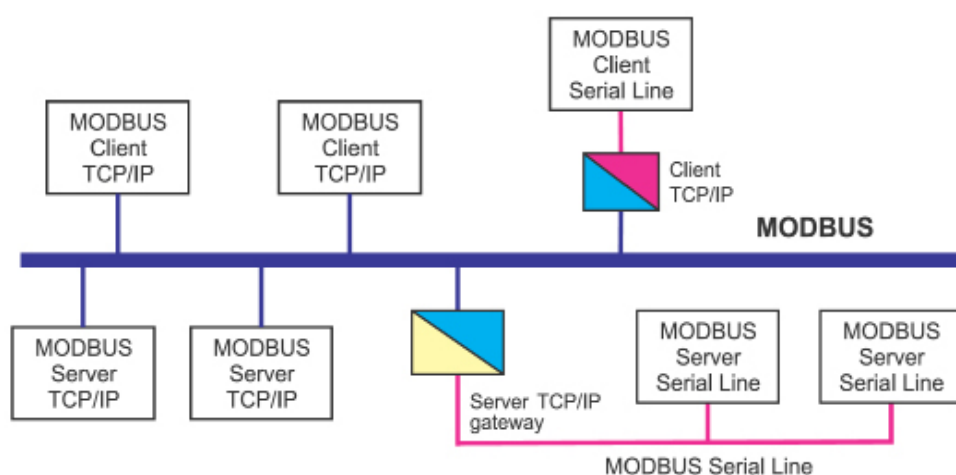 MODBUS
Client
Serial Line
MODBUS
Client
TCP/IP
MODBUS
Client
TCP/IP
Client
TCP/IP
MODBUS
MODBUS
Server
TCP/IP
MODBUS
Server
TCP/IP
MODBUS
Server
Serial Line
MODBUS
Server
Serial Line
Server TCP/IP
gateway
MODBUS Serial Line